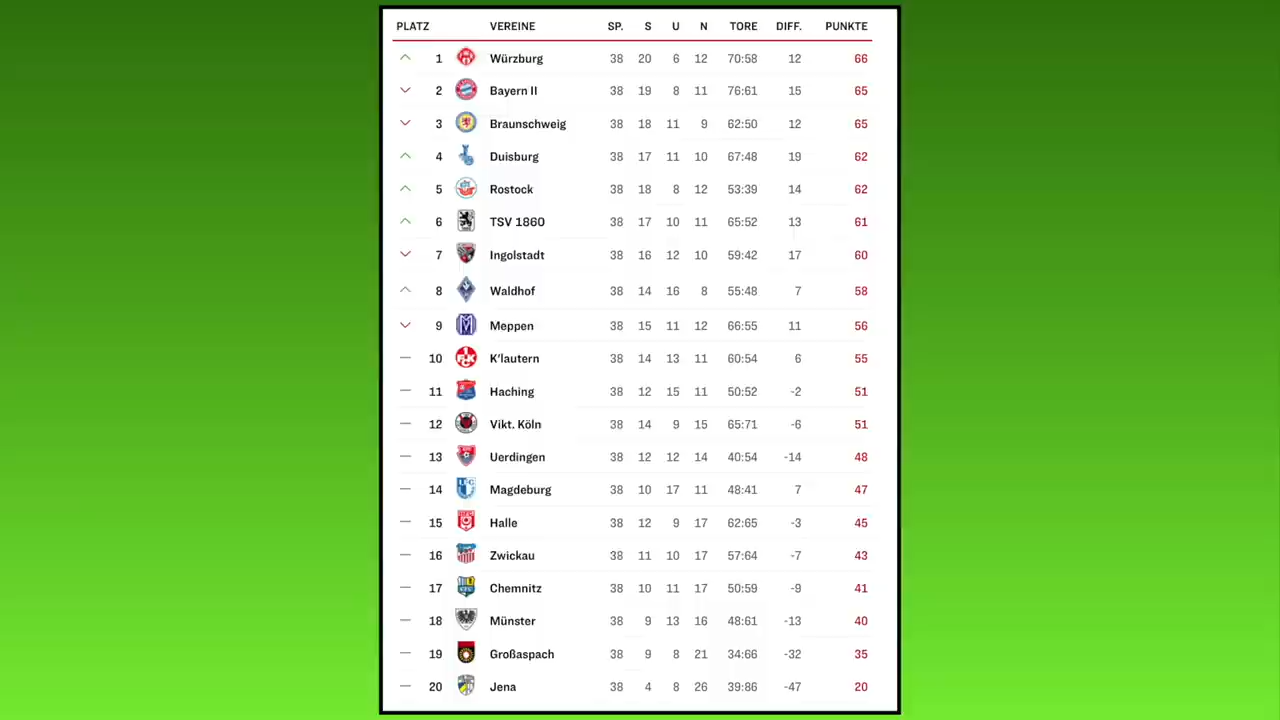 PLATZ VEREINE SP. S U N TORE DIFF. PUNKTE
1 Würzburg 38 20 6 12 70:58 12 66
2 Bayern II 38 19 8 11 76:61 15 65
3 Braunschweig 38 18 11 9 62:50 12 65
4 Duisburg 38 17 11 10 67:48 19 62
5 Rostock 38 18 8 12 53:39 14 62
6 TSV 1860 38 17 10 11 65:52 13 61
7 Ingolstadt 38 16 12 10 59:42 17 60
8 Waldhof 38 14 16 8 55:48 7 58
9 Meppen 38 15 11 12 66:55 11 56
10 K'lautern 38 14 13 11 60:54 6 55
11 Haching 38 12 15 11 50:52 -2 51
12 Vikt. Köln 38 14 9 15 65:71 -6 51
13 Uerdingen 38 12 12 14 40:54 -14 48
14 Magdeburg 38 10 17 11 48:41 7 47
15 Halle 38 12 9 17 62:65 -3 45
16 Zwickau 38 11 10 17 57:64 -7 43
17 Chemnitz 38 10 11 17 50:59 -9 41
18 Münster 38 9 13 16 48:61 -13 40
19 Großaspach 38 9 8 21 34:66 -32 35
20 Jena 38 4 8 26 39:86 -47 20